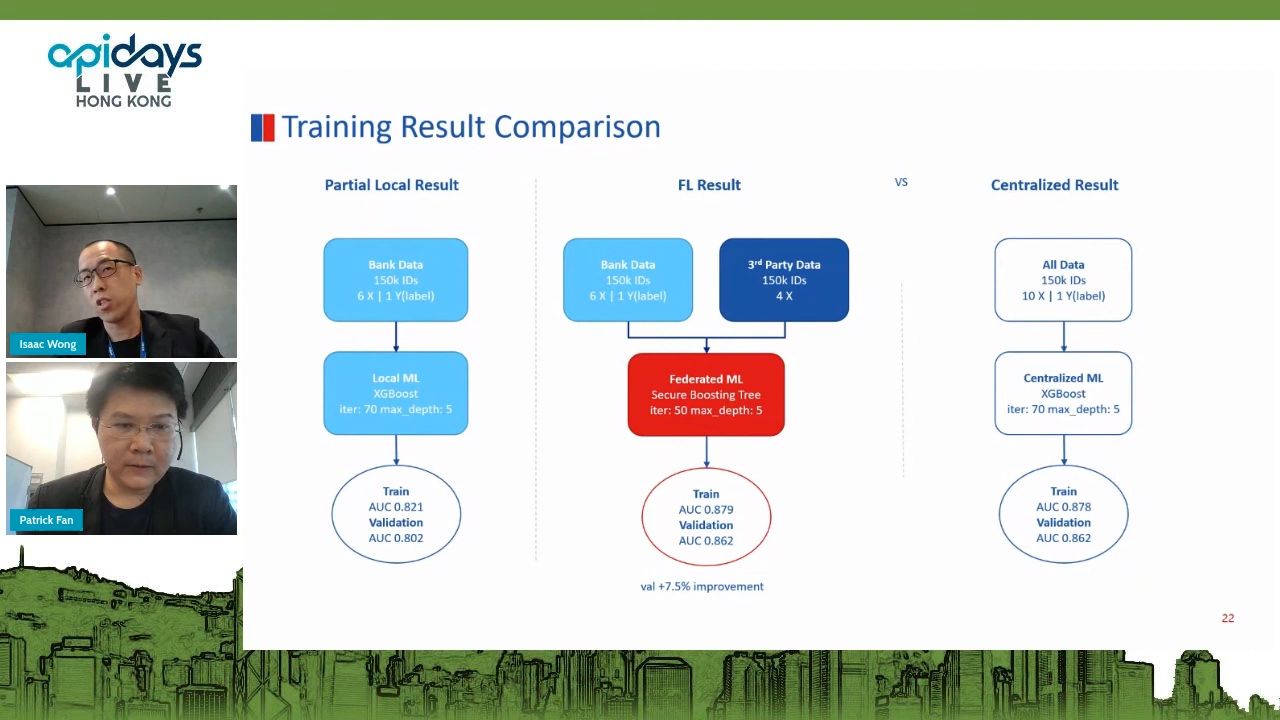 apidays
LIVE
HONG KONG
Training Result Comparison
Partial Local Result
FL Result
VS
Centralized Result
Bank Data
150k IDs
6 X | 1 Y(label)
Bank Data
150k IDs
6 X | 1 Y(label)
3rd Party Data
150k IDs
4 X
All Data
150k IDs
10 X | 1 Y(label)
Local ML
XGBoost
iter: 70 max_depth: 5
Federated ML
Secure Boosting Tree
iter: 50 max_depth: 5
Centralized ML
XGBoost
iter: 70 max_depth: 5
Train
AUC 0.821
Validation
AUC 0.802
Train
AUC 0.879
Validation
AUC 0.862
Train
AUC 0.878
Validation
AUC 0.862
val +7.5% improvement
22
Isaac Wong
Patrick Fan